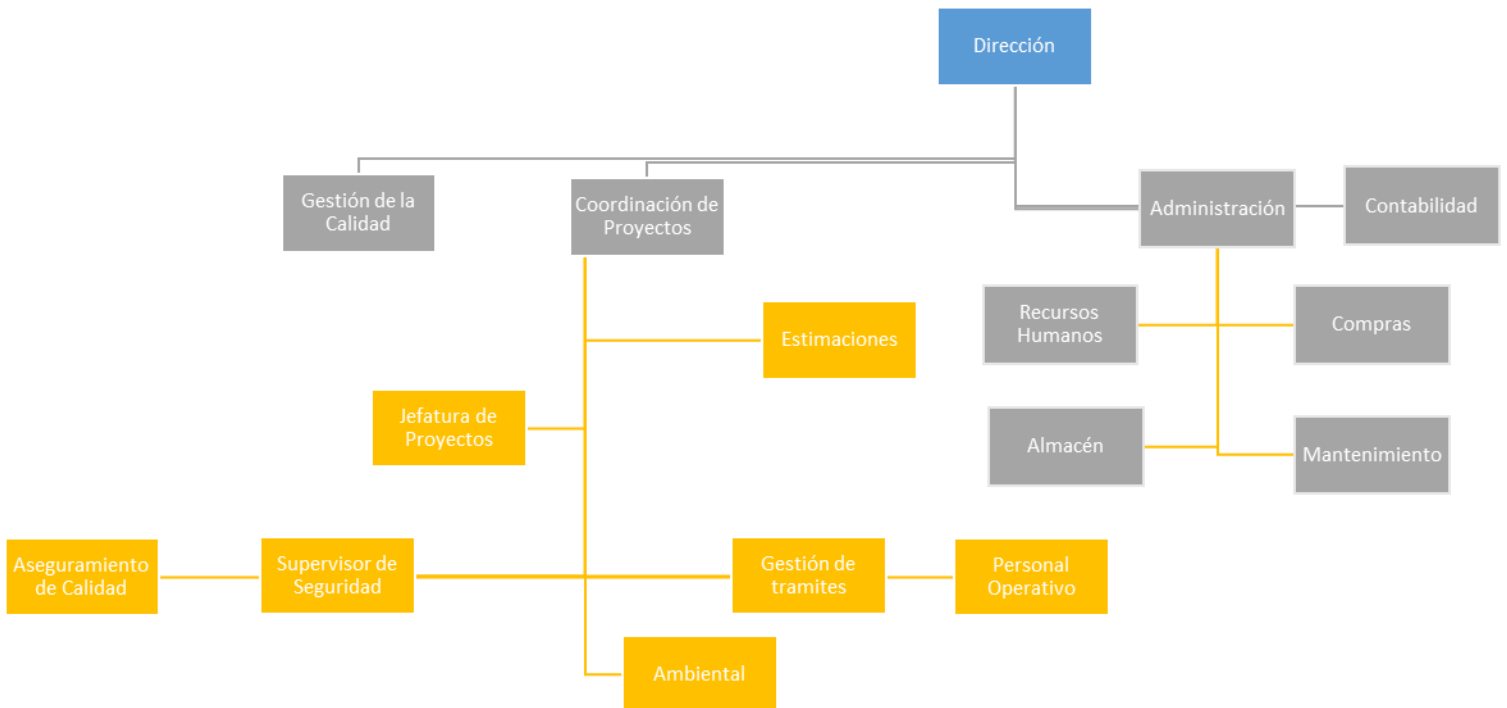 Dirección
Gestión de la
Calidad
Coordinación de
Proyectos
Administración
Contabilidad
Recursos
Humanos
Compras
Estimaciones
Jefatura de
Proyectos
Almacén
Mantenimiento
Aseguramiento
de Calidad
Supervisor de
Seguridad
Gestión de
tramites
Personal
Operativo
Ambiental